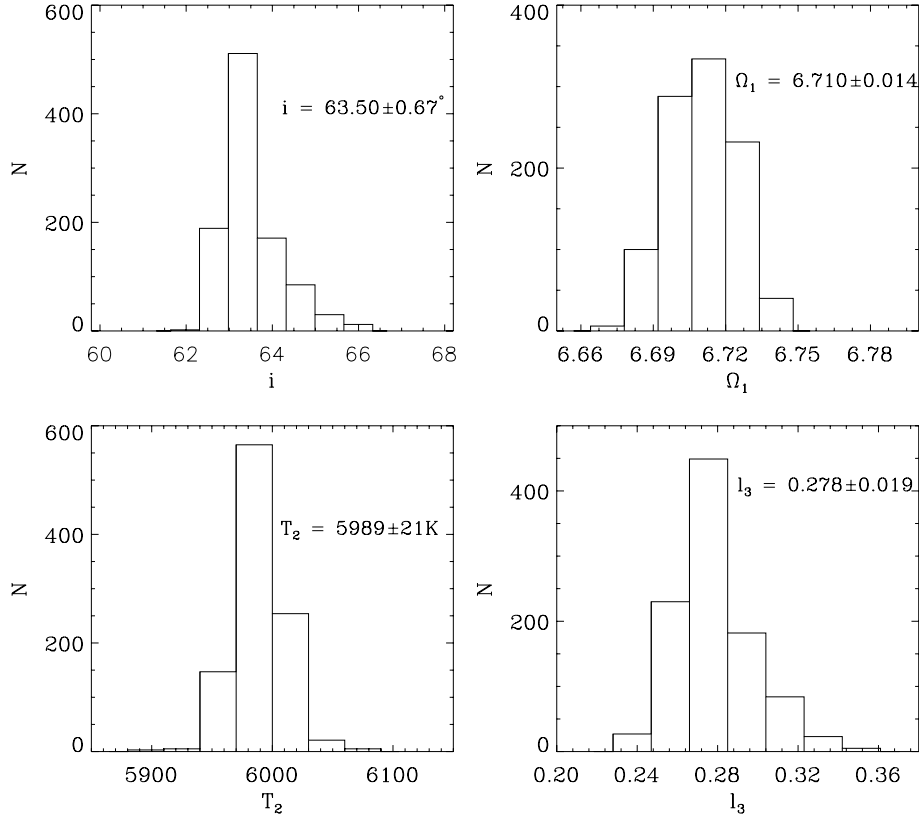 600
400
200
0
N
i = 63.50±0.67°
60 62 64 66 68
i
400
200
0
N
Ω₁ = 6.710±0.014
6.66 6.69 6.72 6.75 6.78
Ω₁
600
400
200
0
N
T₂ = 5989±21K
5900 6000 6100
T₂
400
200
0
N
l₃ = 0.278±0.019
0.20 0.24 0.28 0.32 0.36
l₃